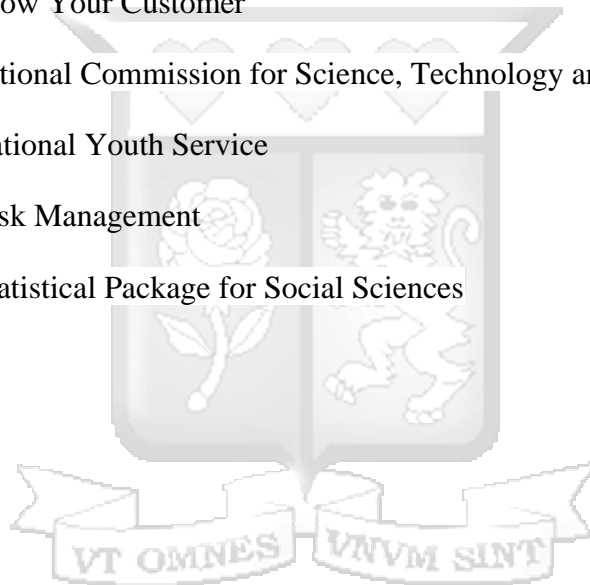 ow Your Customer
tional Commission for Science, Technology a
ational Youth Service
sk Management
atistical Package for Social Sciences
VT OMNES VNVM SINT